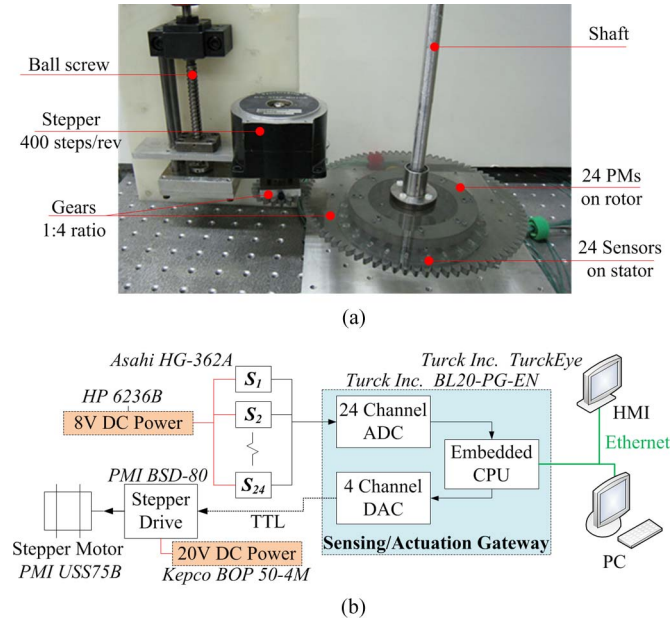 Ball screw
Shaft
Stepper
400 steps/rev
24 PMs
on rotor
Gears
1:4 ratio
24 Sensors
on stator
(a)
Asahi HG-362A
Turck Inc. TurckEye
Turck Inc. BL20-PG-EN
HP 6236B
8V DC Power
S1
S2
S24
24 Channel
ADC
Embedded
CPU
4 Channel
DAC
HMI
Ethernet
PC
PMI BSD-80
Stepper
Drive
TTL
Stepper Motor
PMI USS75B
20V DC Power
Kepco BOP 50-4M
Sensing/Actuation Gateway
(b)